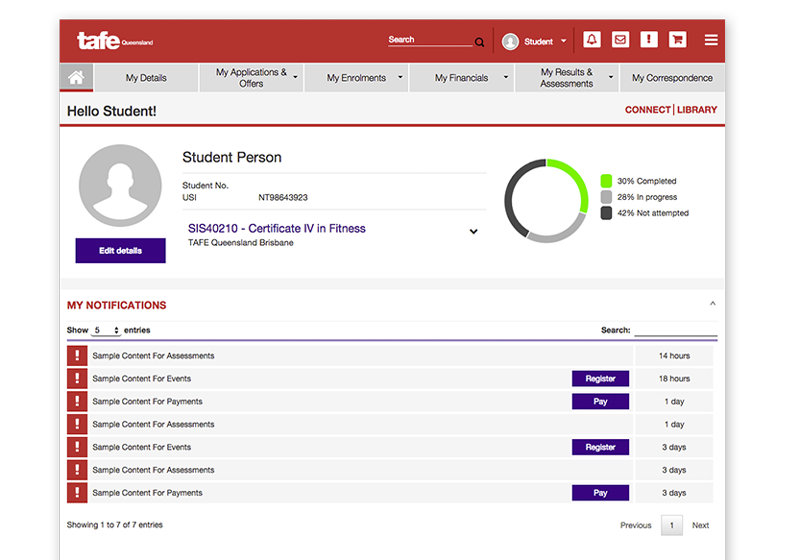 tafe Queensland
Search
Student
My Details
My Applications &
Offers
My Enrolments
My Financials
My Results &
Assessments
My Correspondence
Hello Student!
CONNECT | LIBRARY
Student Person
Student No.
USI NT98643923
SIS40210 - Certificate IV in Fitness
TAFE Queensland Brisbane
Edit details
30% Completed
28% In progress
42% Not attempted
MY NOTIFICATIONS
Show 5 entries
Search:
! Sample Content For Assessments 14 hours
! Sample Content For Events Register 18 hours
! Sample Content For Payments Pay 1 day
! Sample Content For Assessments 1 day
! Sample Content For Events Register 3 days
! Sample Content For Assessments 3 days
! Sample Content For Payments Pay 3 days
Showing 1 to 7 of 7 entries
Previous 1 Next